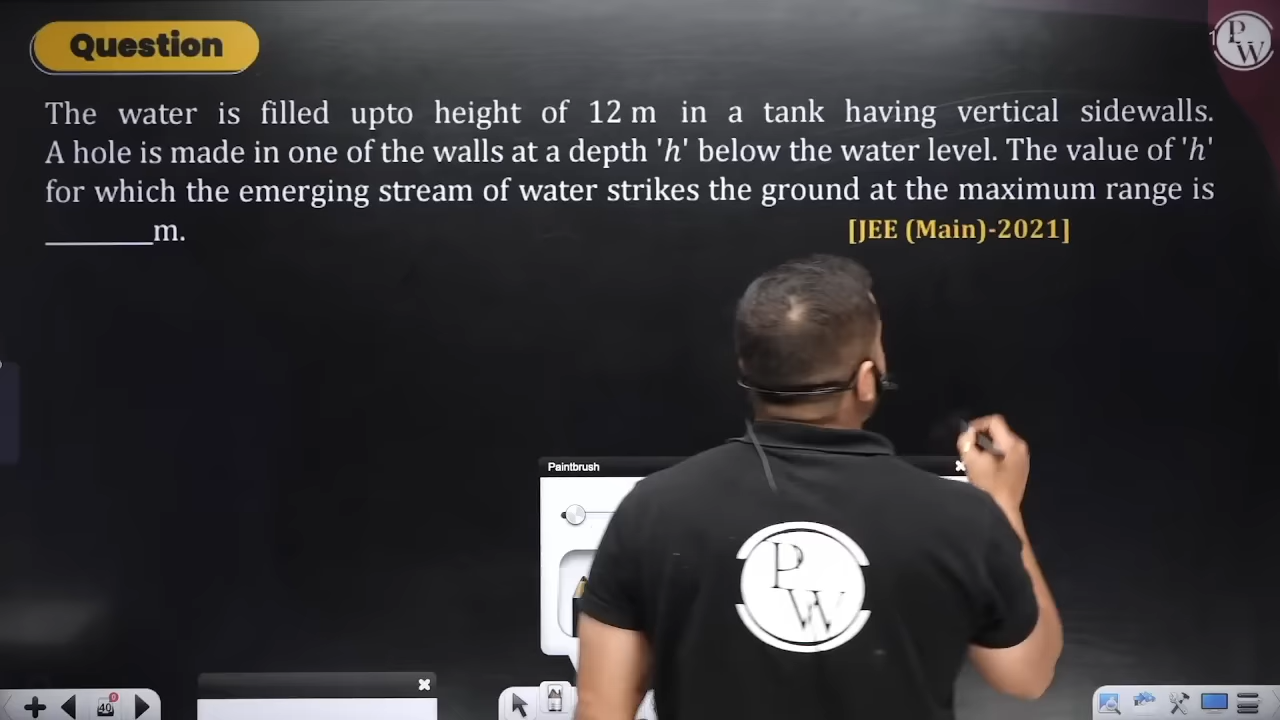 Question
The water is filled upto height of 12 m in a tank having vertical sidewalls.
A hole is made in one of the walls at a depth 'h' below the water level. The value of 'h'
for which the emerging stream of water strikes the ground at the maximum range is
________m.
[JEE (Main)-2021]
Paintbrush
P
W
P
W
40